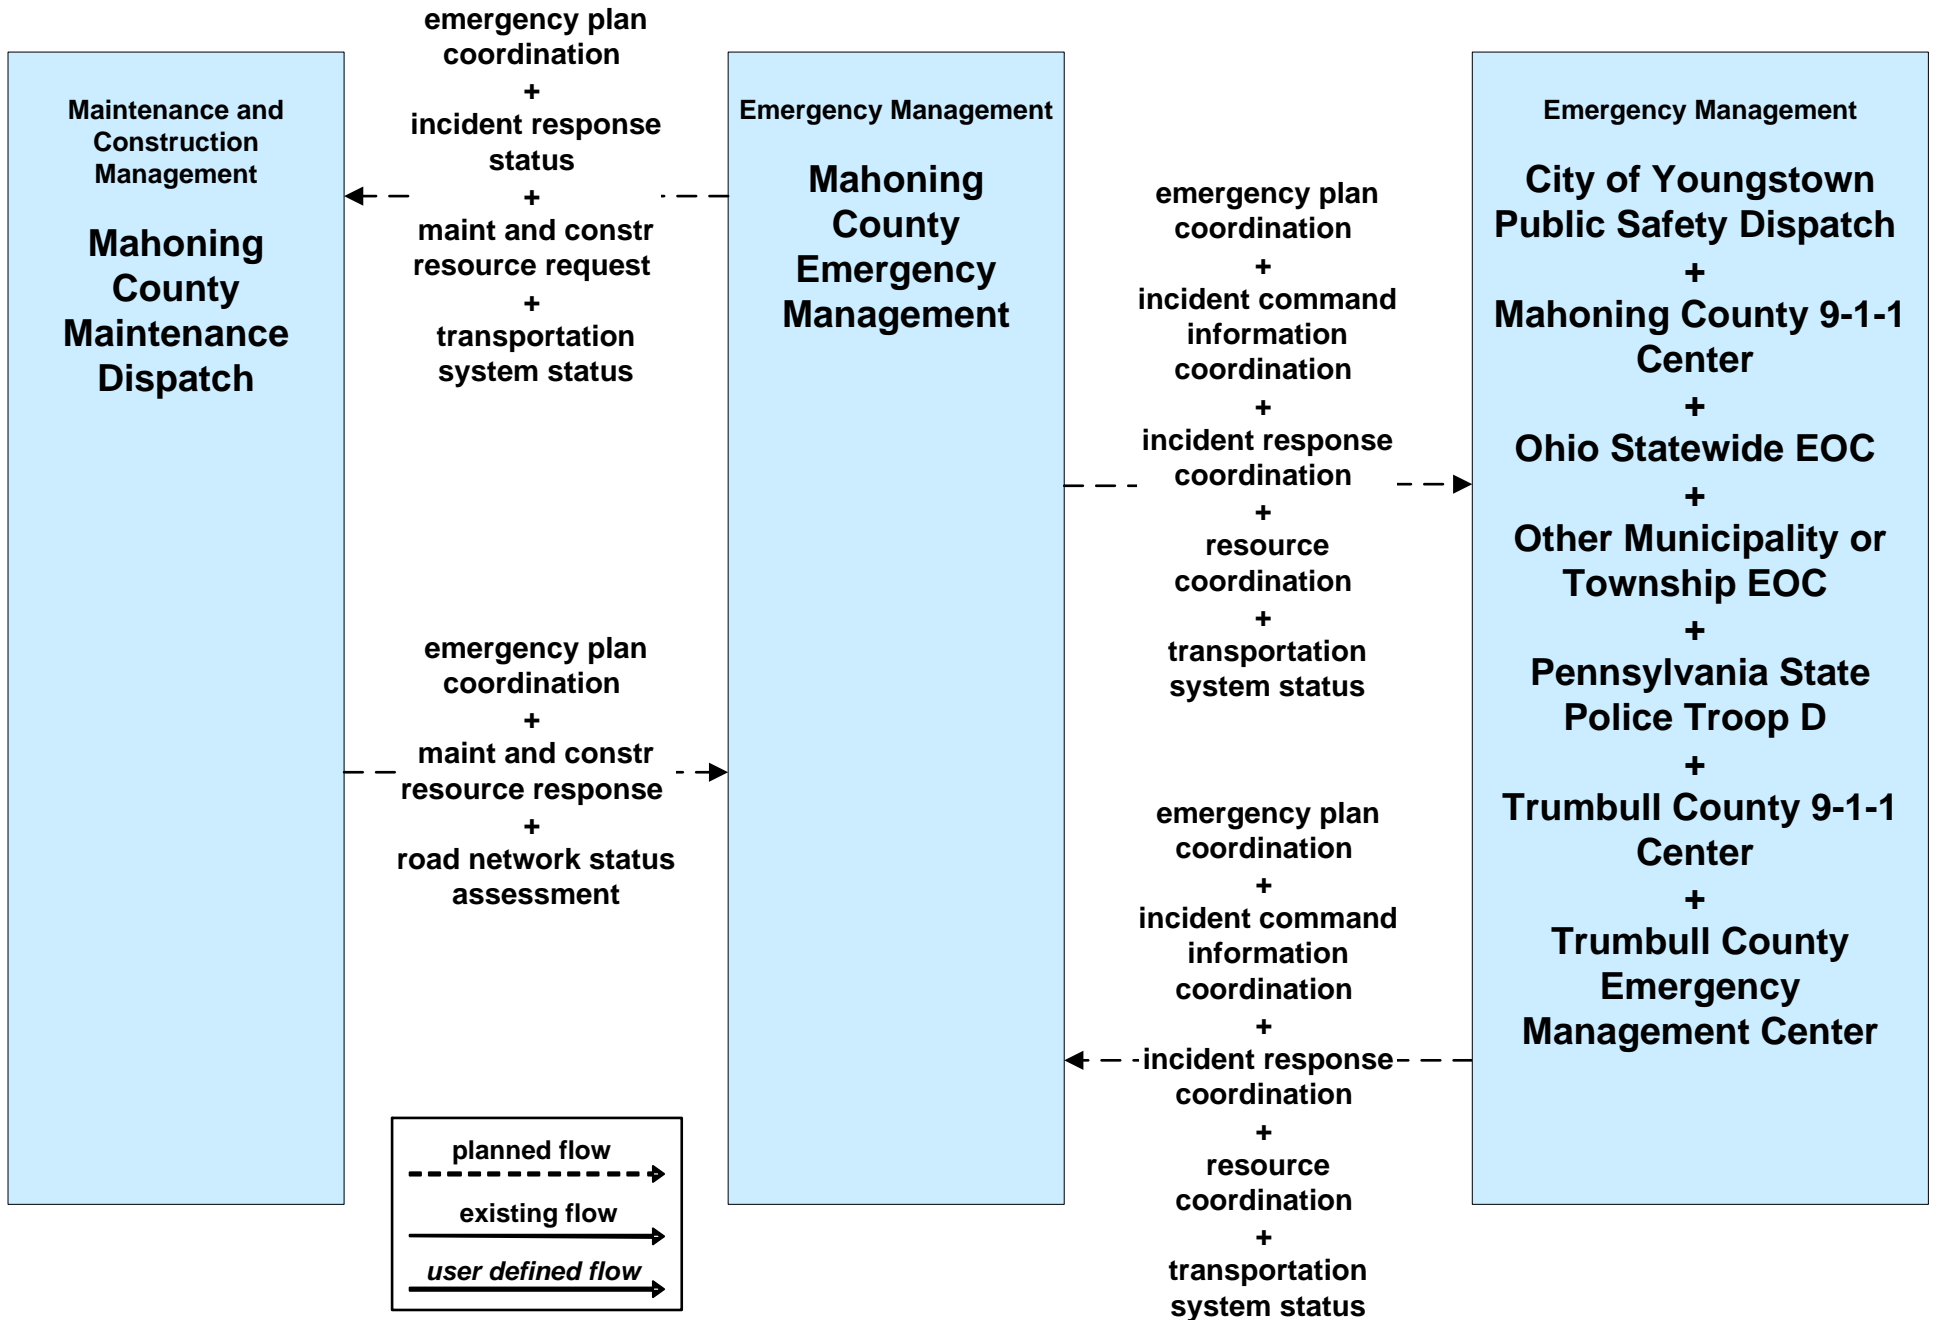 emergency plan
coordination
+
incident response
status
+
maint and constr
resource request
+
transportation
system status
Maintenance and
Construction
Management
Mahoning
County
Maintenance
Dispatch
emergency plan
coordination
+
maint and constr
resource response
+
road network status
assessment
Emergency Management
Mahoning
County
Emergency
Management
emergency plan
coordination
+
incident command
information
coordination
+
incident response
coordination
+
resource
coordination
+
transportation
system status
emergency plan
coordination
+
incident command
information
coordination
+
incident response
coordination
+
resource
coordination
+
transportation
system status
Emergency Management
City of Youngstown
Public Safety Dispatch
+
Mahoning County 9-1-1
Center
+
Ohio Statewide EOC
+
Other Municipality or
Township EOC
+
Pennsylvania State
Police Troop D
+
Trumbull County 9-1-1
Center
+
Trumbull County
Emergency
Management Center
planned flow
existing flow
user defined flow